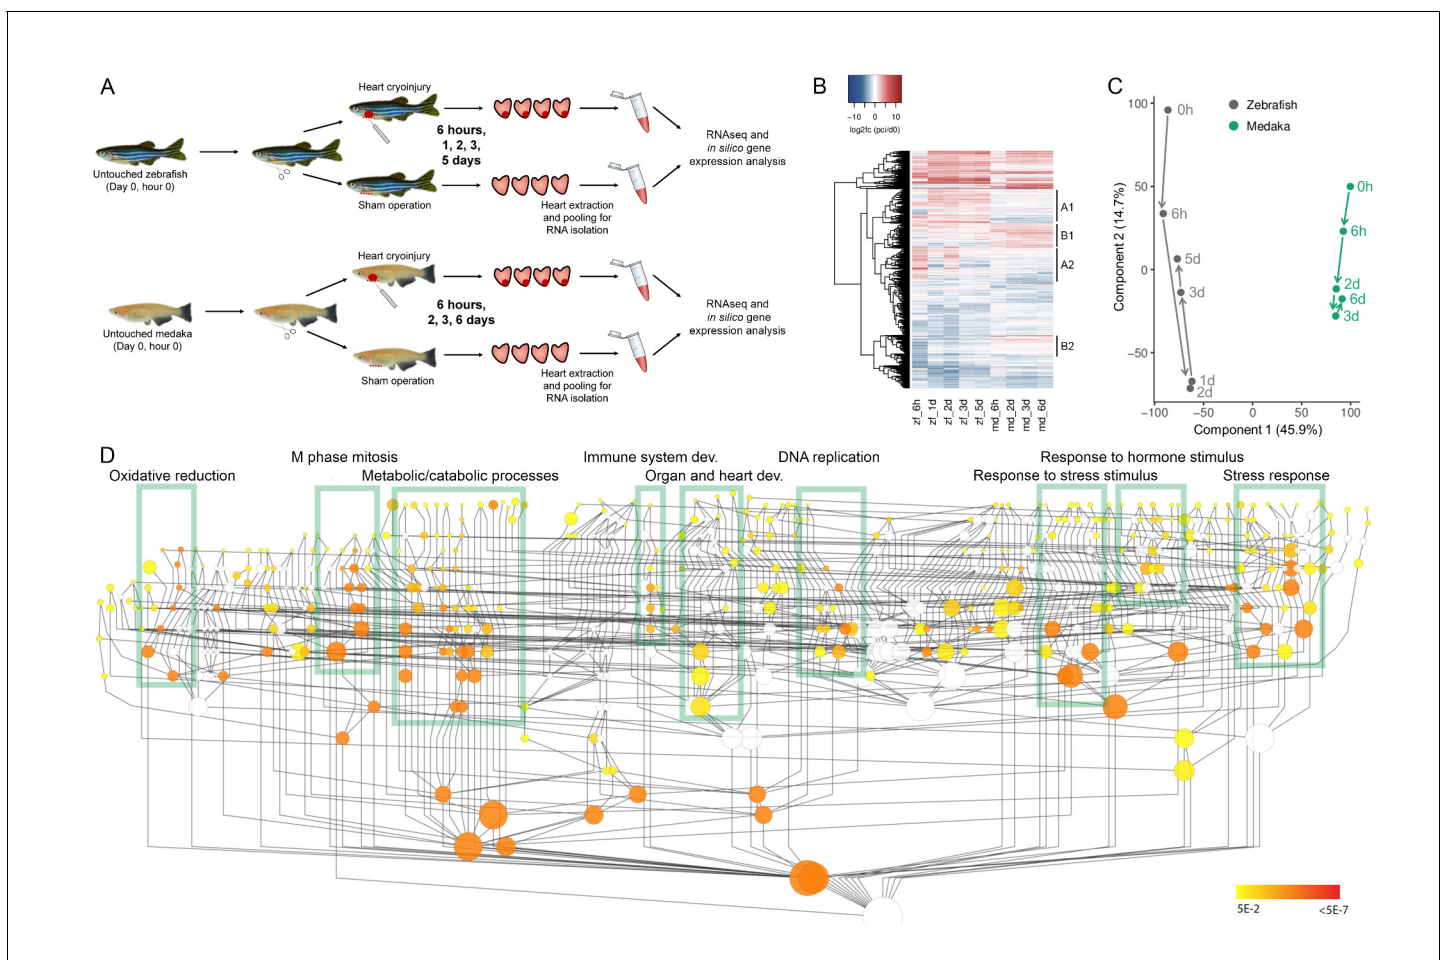 A
Heart cryoinjury
6 hours,
1, 2, 3,
5 days
Untouched zebrafish
(Day 0, hour 0)
Sham operation
Heart extraction
and pooling for
RNA isolation
RNAseq and
in silico gene
expression analysis
Heart cryoinjury
6 hours,
2, 3, 6 days
Untouched medaka
(Day 0, hour 0)
Sham operation
Heart extraction
and pooling for
RNA isolation
RNAseq and
in silico gene
expression analysis
B
−10 −5 0 5 10
log2fc (pci/d0)
A1
B1
A2
B2
zf_6h
zf_1d
zf_2d
zf_3d
zf_5d
md_6h
md_2d
md_3d
md_6d
C
Zebrafish
Medaka
Component 2 (14.7%)
100
50
0
−50
0h
6h
5d
3d
1d
2d
0h
6h
2d
6d
3d
−100 −50 0 50 100
Component 1 (45.9%)
D
M phase mitosis
Immune system dev.
DNA replication
Response to hormone stimulus
Oxidative reduction
Metabolic/catabolic processes
Organ and heart dev.
Response to stress stimulus
Stress response
5E-2
<5E-7